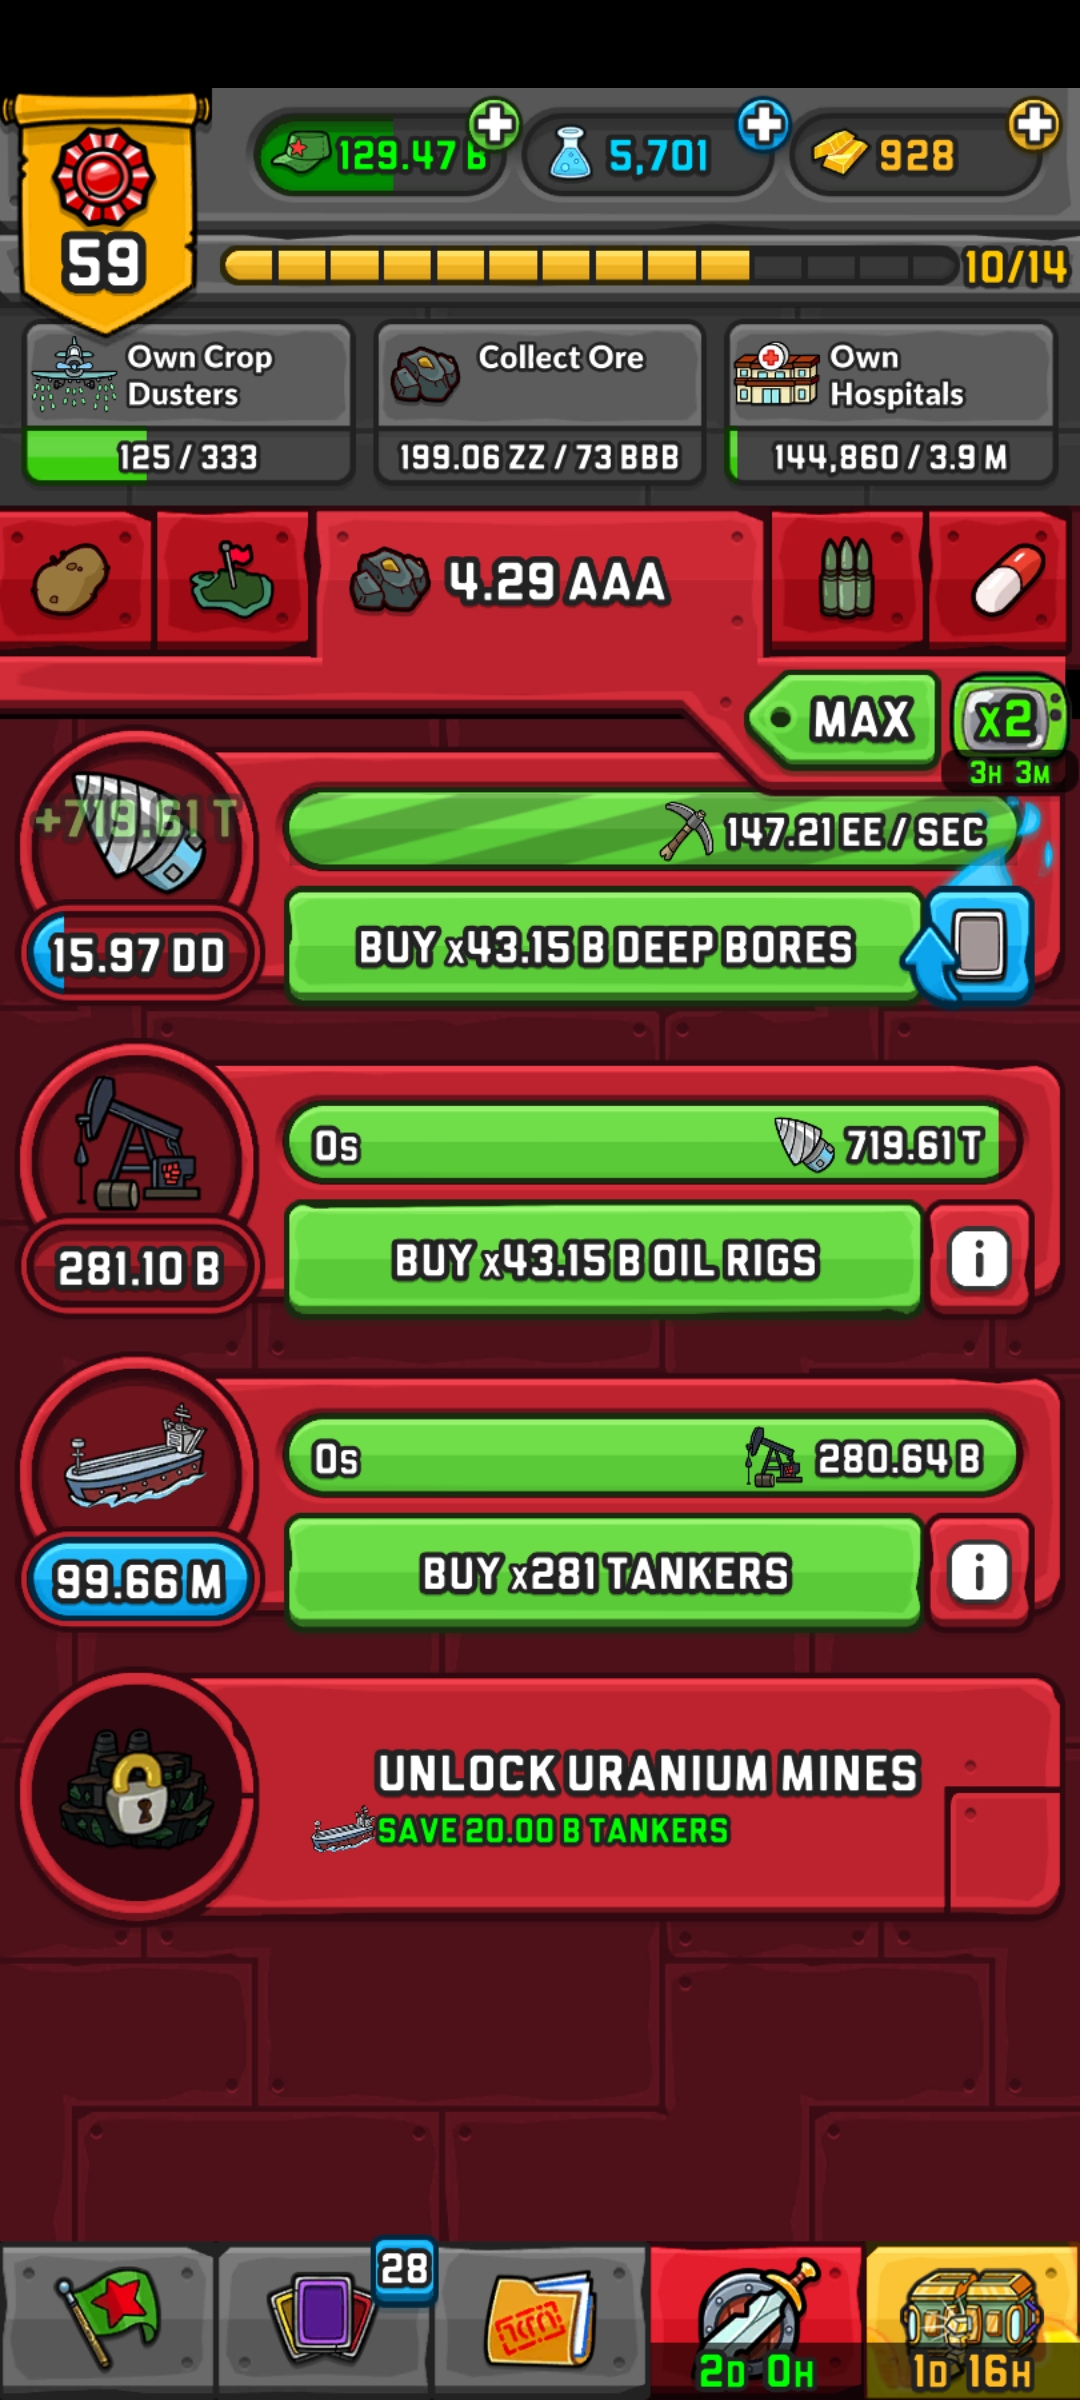 129.47 B
5,701
928
59
10/14
Own Crop
Dusters
125 / 333
Collect Ore
199.06 ZZ / 73 BBB
Own
Hospitals
144,860 / 3.9 M
4.29 AAA
MAX
x2
3H 3M
+719.61 T
147.21 EE / SEC
15.97 DD
BUY x43.15 B DEEP BORES
0s
719.61 T
281.10 B
BUY x43.15 B OIL RIGS
i
0s
280.64 B
99.66 M
BUY x281 TANKERS
i
UNLOCK URANIUM MINES
SAVE 20.00 B TANKERS
28
2D 0H
1D 16H